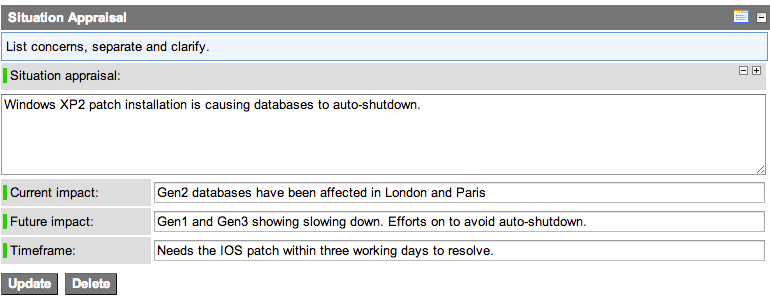 Situation Appraisal
List concerns, separate and clarify.
Situation appraisal:
Windows XP2 patch installation is causing databases to auto-shutdown.
Current impact: Gen2 databases have been affected in London and Paris
Future impact: Gen1 and Gen3 showing slowing down. Efforts on to avoid auto-shutdown.
Timeframe: Needs the IOS patch within three working days to resolve.
Update Delete